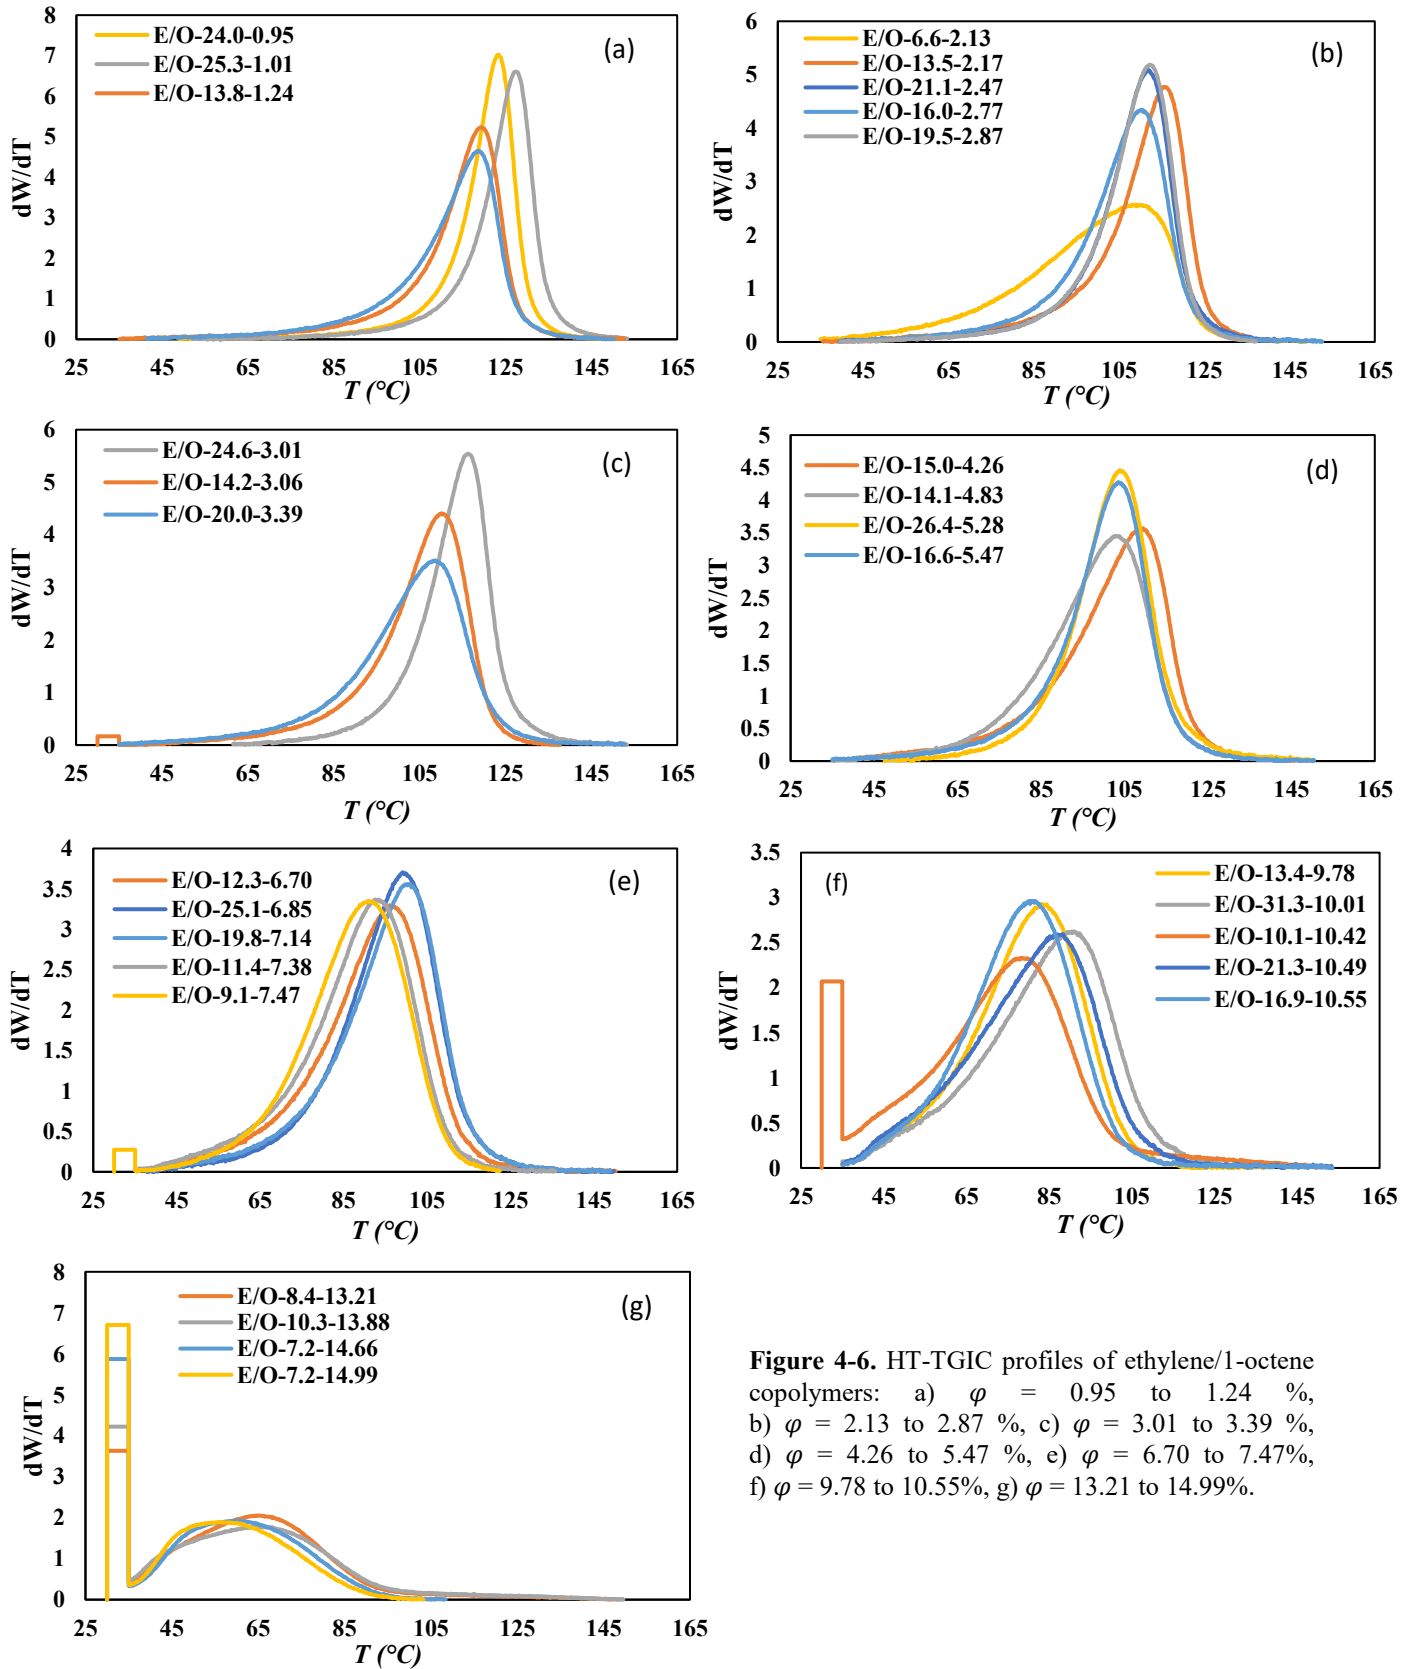 8
7
6
5
4
3
2
1
0
dW/dT
E/O-24.0-0.95
E/O-25.3-1.01
E/O-13.8-1.24
(a)
25 45 65 85 105 125 145 165
T (°C)
6
5
4
3
2
1
0
dW/dT
E/O-6.6-2.13
E/O-13.5-2.17
E/O-21.1-2.47
E/O-16.0-2.77
E/O-19.5-2.87
(b)
25 45 65 85 105 125 145 165
T (°C)
6
5
4
3
2
1
0
dW/dT
E/O-24.6-3.01
E/O-14.2-3.06
E/O-20.0-3.39
(c)
25 45 65 85 105 125 145 165
T (°C)
5
4.5
4
3.5
3
2.5
2
1.5
1
0.5
0
dW/dT
E/O-15.0-4.26
E/O-14.1-4.83
E/O-26.4-5.28
E/O-16.6-5.47
(d)
25 45 65 85 105 125 145 165
T (°C)
4
3.5
3
2.5
2
1.5
1
0.5
0
dW/dT
E/O-12.3-6.70
E/O-25.1-6.85
E/O-19.8-7.14
E/O-11.4-7.38
E/O-9.1-7.47
(e)
25 45 65 85 105 125 145 165
T (°C)
3.5
3
2.5
2
1.5
1
0.5
0
dW/dT
(f)
E/O-13.4-9.78
E/O-31.3-10.01
E/O-10.1-10.42
E/O-21.3-10.49
E/O-16.9-10.55
25 45 65 85 105 125 145 165
T (°C)
8
7
6
5
4
3
2
1
0
dW/dT
E/O-8.4-13.21
E/O-10.3-13.88
E/O-7.2-14.66
E/O-7.2-14.99
(g)
25 45 65 85 105 125 145 165
T (°C)
Figure 4-6. HT-TGIC profiles of ethylene/1-octene
copolymers: a) φ = 0.95 to 1.24 %,
b) φ = 2.13 to 2.87 %, c) φ = 3.01 to 3.39 %,
d) φ = 4.26 to 5.47 %, e) φ = 6.70 to 7.47%,
f) φ = 9.78 to 10.55%, g) φ = 13.21 to 14.99%.